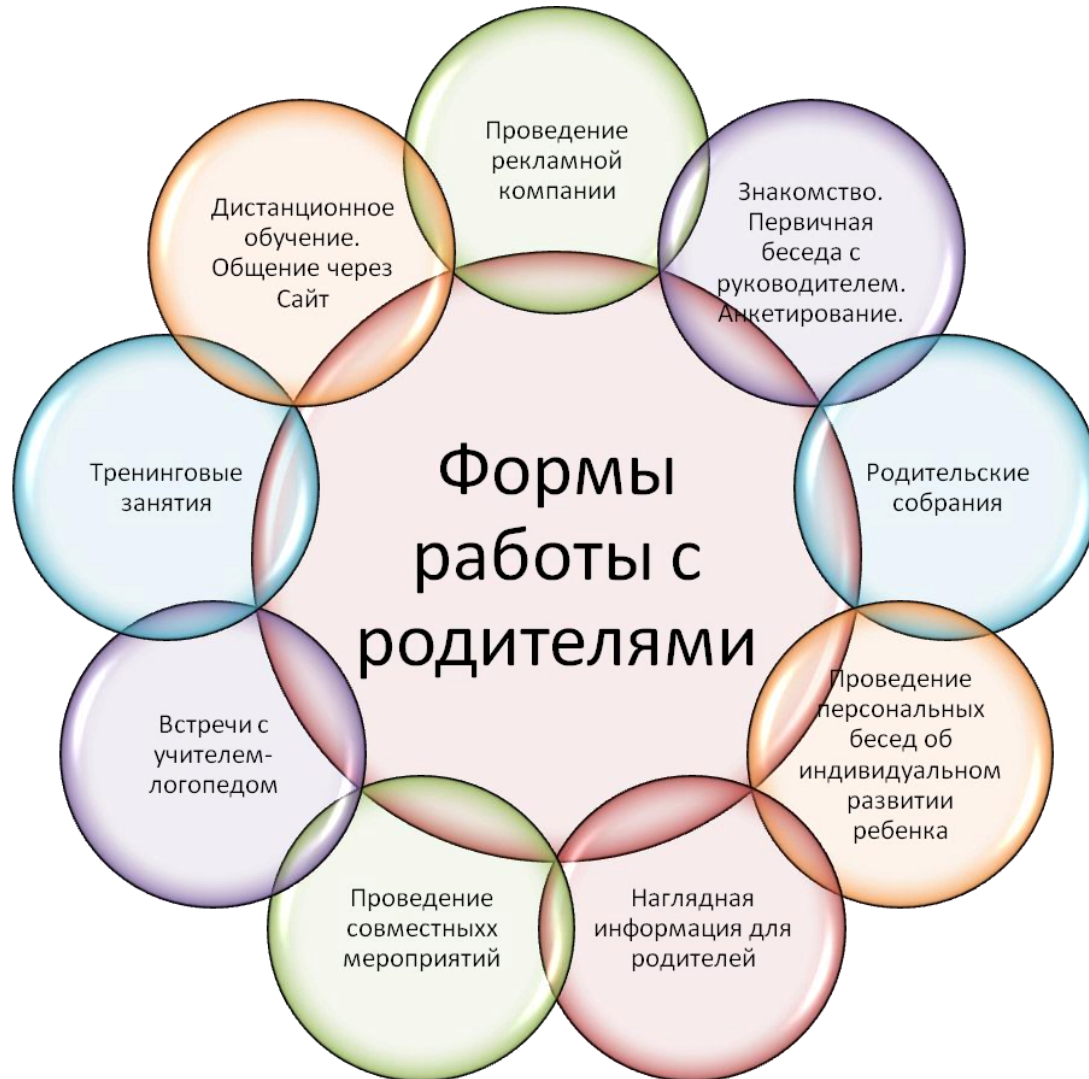 Проведение
рекламной
компании
Знакомство.
Первичная
беседа с
руководителем.
Анкетирование.
Родительские
собрания
Проведение
персональных
бесед об
индивидуальном
развитии
ребенка
Наглядная
информация для
родителей
Проведение
совместныхх
мероприятий
Встречи с
учителем-
логопедом
Тренинговые
занятия
Дистанционное
обучение.
Общение через
Сайт
Формы
работы с
родителями